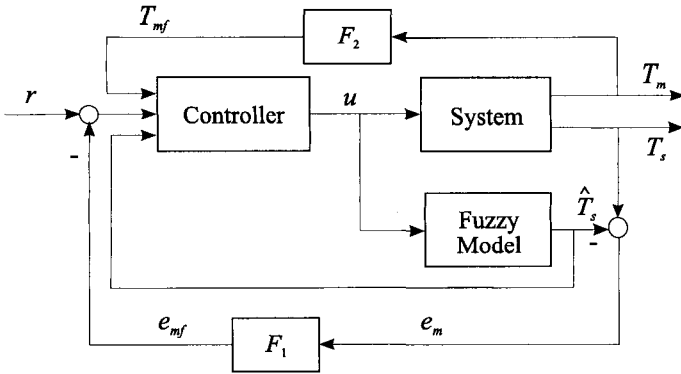 T_mf
F_2
r
Controller
u
System
T_m
T_s
-
Fuzzy
Model
T̂_s
-
e_mf
F_1
e_m